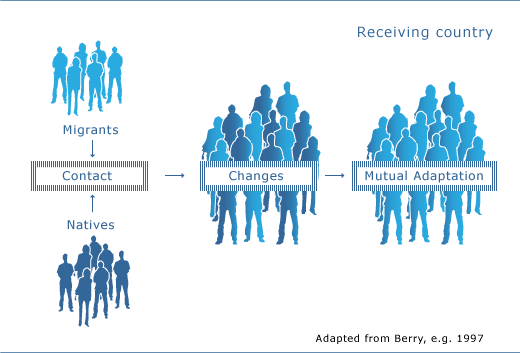 Receiving country
Migrants
Contact
Changes
Mutual Adaptation
Natives
Adapted from Berry, e.g. 1997